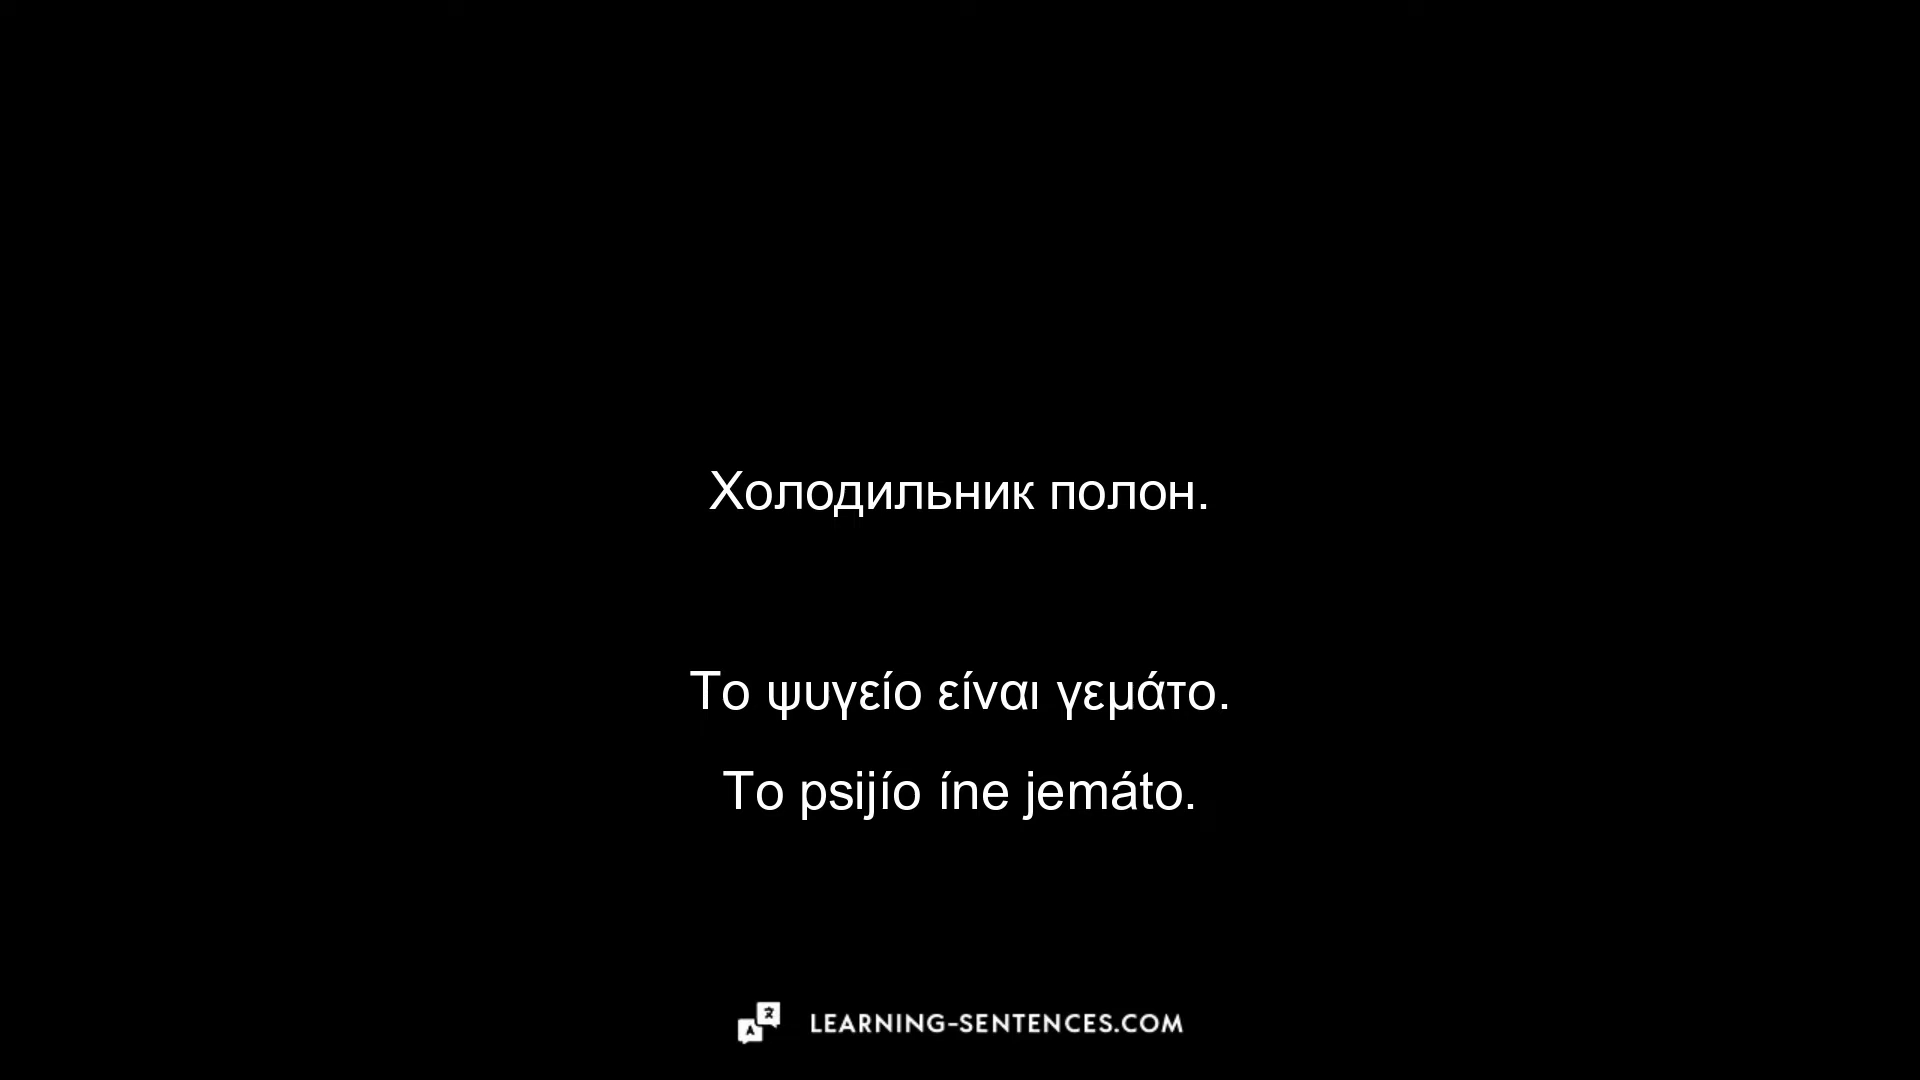 Холодильник полон.
Το ψυγείο είναι γεμάτο.
To psijío íne jemáto.
LEARNING-SENTENCES.COM